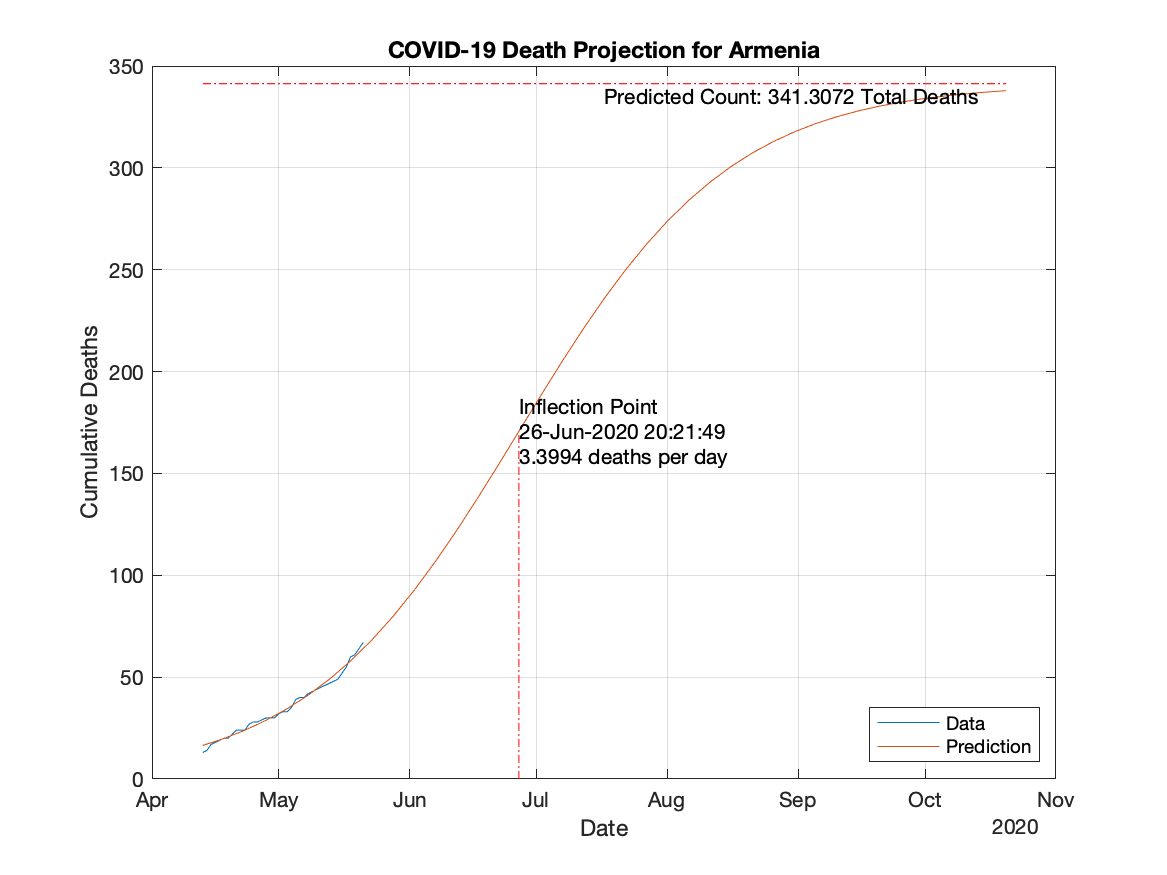 COVID-19 Death Projection for Armenia
350
Predicted Count: 341.3072 Total Deaths
300
250
200
Inflection Point
26-Jun-2020 20:21:49
3.3994 deaths per day
150
100
50
0
Cumulative Deaths
Data
Prediction
Apr May Jun Jul Aug Sep Oct Nov
Date
2020